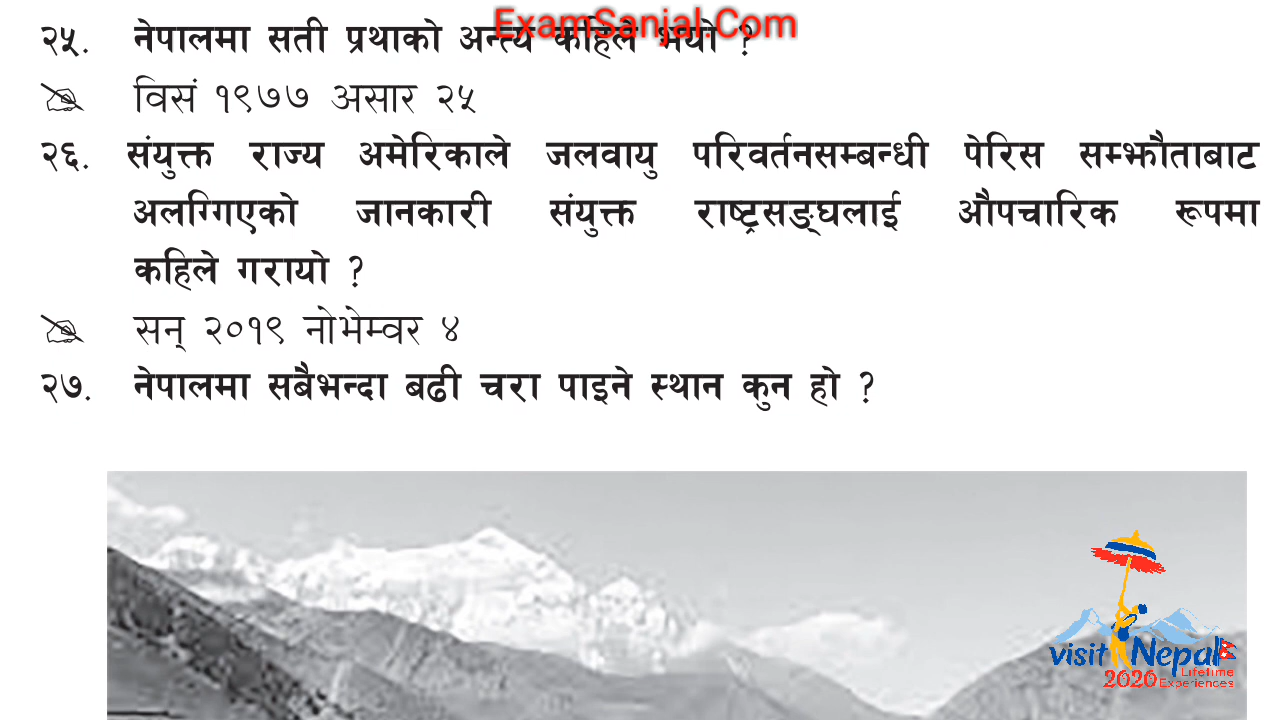 ExamSanjal.Com
२५. नेपालमा सती प्रथाको अन्त्य कहिले भयो ?
विसं १९७७ असार २५
२६. संयुक्त राज्य अमेरिकाले जलवायु परिवर्तनसम्बन्धी पेरिस सम्झौताबाट
अलग्गिएको जानकारी संयुक्त राष्ट्रसङ्घलाई औपचारिक रूपमा
कहिले गरायो ?
सन् २०१९ नोभेम्वर ४
२७. नेपालमा सबैभन्दा बढी चरा पाइने स्थान कुन हो ?
visit Nepal
Lifetime
2020 Experiences